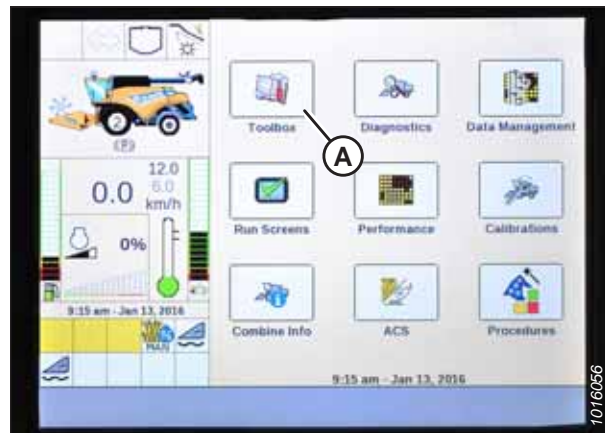 2
(P)
12.0
6.0
0.0 km/h
0%
9:15 am - Jan 13, 2016
MAN
Toolbox
Diagnostics
Data Management
A
Run Screens
Performance
Calibrations
Combine Info
ACS
Procedures
9:15 am - Jan 13, 2016
1016056